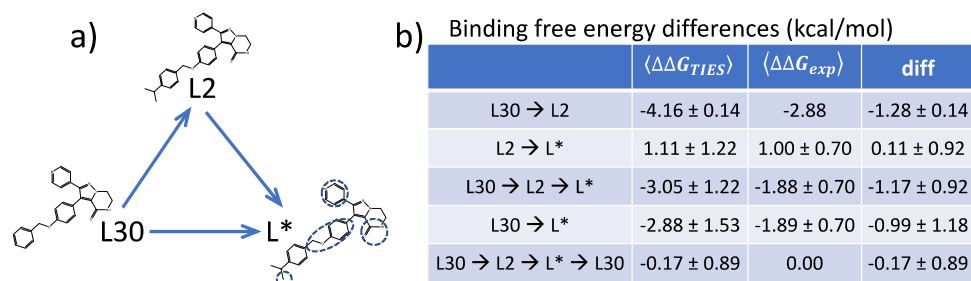 a)
L2
L30
L*
b)
Binding free energy differences (kcal/mol)
⟨ΔΔG_TIES⟩ ⟨ΔΔG_exp⟩ diff
L30 → L2 -4.16 ± 0.14 -2.88 -1.28 ± 0.14
L2 → L* 1.11 ± 1.22 1.00 ± 0.70 0.11 ± 0.92
L30 → L2 → L* -3.05 ± 1.22 -1.88 ± 0.70 -1.17 ± 0.92
L30 → L* -2.88 ± 1.53 -1.89 ± 0.70 -0.99 ± 1.18
L30 → L2 → L* → L30 -0.17 ± 0.89 0.00 -0.17 ± 0.89